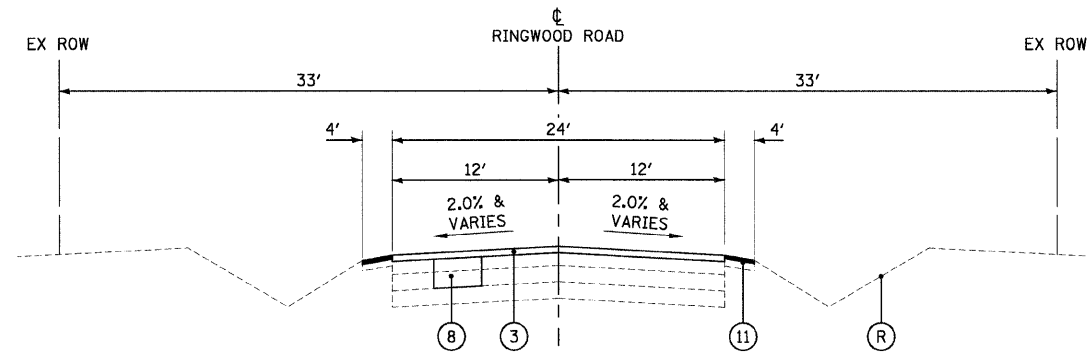 ℄
RINGWOOD ROAD
EX ROW
EX ROW
33'
33'
4'
24'
4'
12'
12'
2.0% &
VARIES
2.0% &
VARIES
8
3
11
R